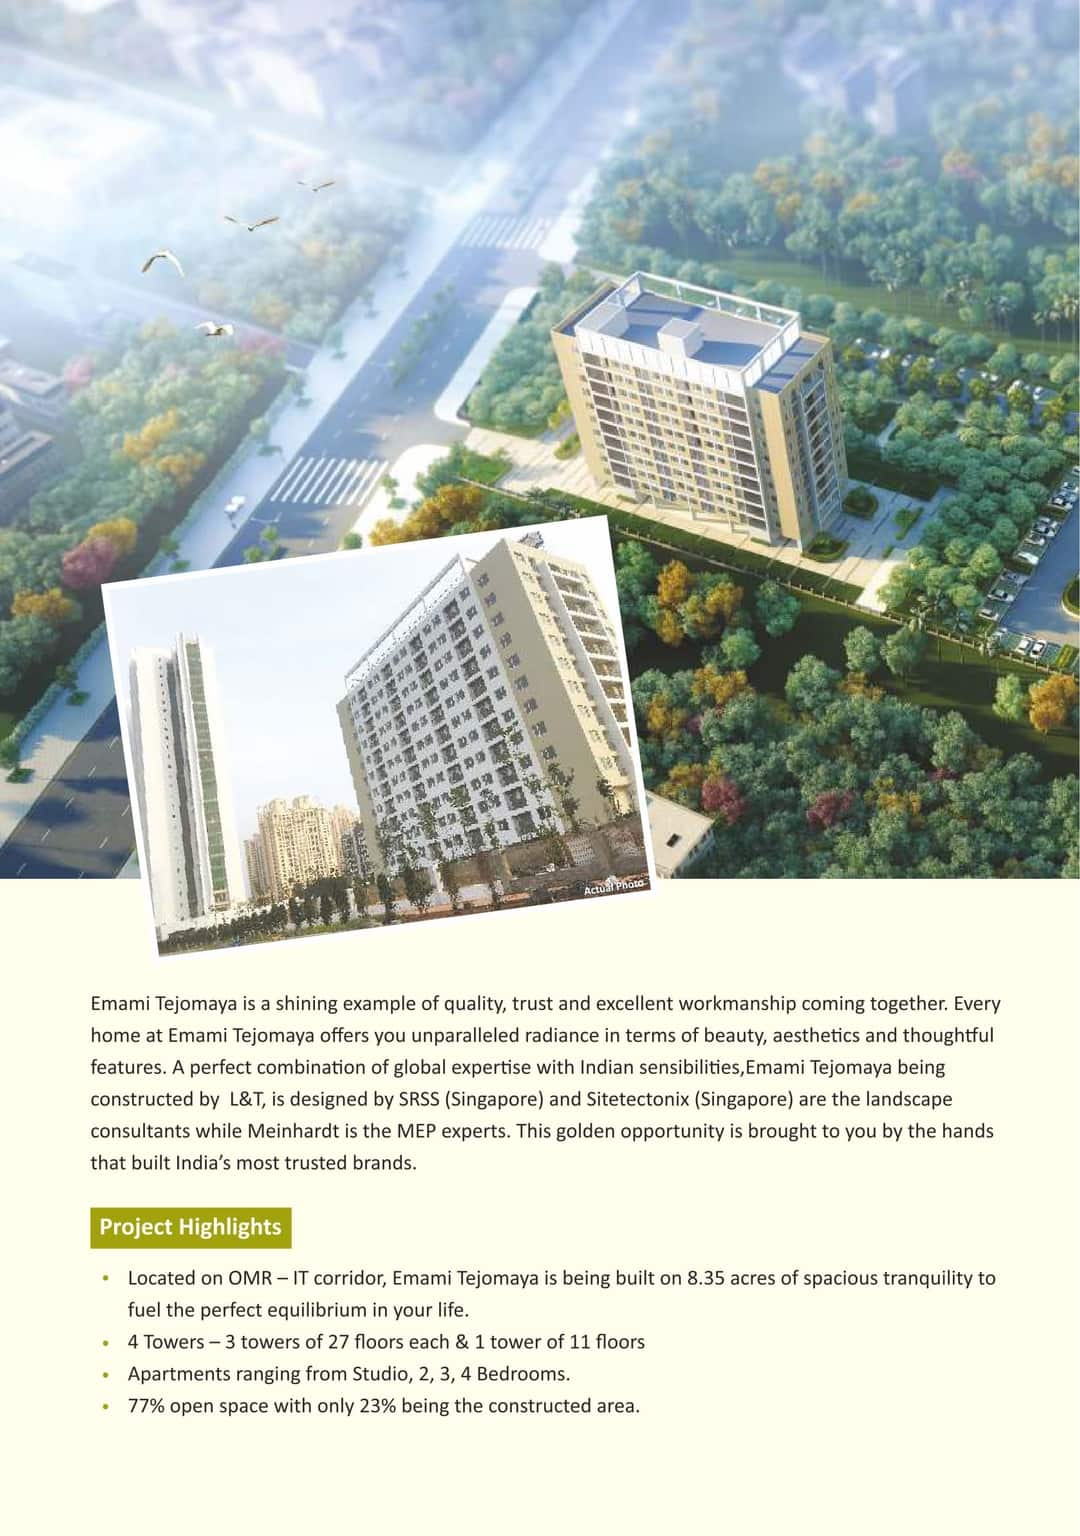 Actual Photo
Emami Tejomaya is a shining example of quality, trust and excellent workmanship coming together. Every
home at Emami Tejomaya offers you unparalleled radiance in terms of beauty, aesthetics and thoughtful
features. A perfect combination of global expertise with Indian sensibilities,Emami Tejomaya being
constructed by  L&T, is designed by SRSS (Singapore) and Sitetectonix (Singapore) are the landscape
consultants while Meinhardt is the MEP experts. This golden opportunity is brought to you by the hands
that built India’s most trusted brands.
Project Highlights
• Located on OMR – IT corridor, Emami Tejomaya is being built on 8.35 acres of spacious tranquility to
fuel the perfect equilibrium in your life.
• 4 Towers – 3 towers of 27 floors each & 1 tower of 11 floors
• Apartments ranging from Studio, 2, 3, 4 Bedrooms.
• 77% open space with only 23% being the constructed area.